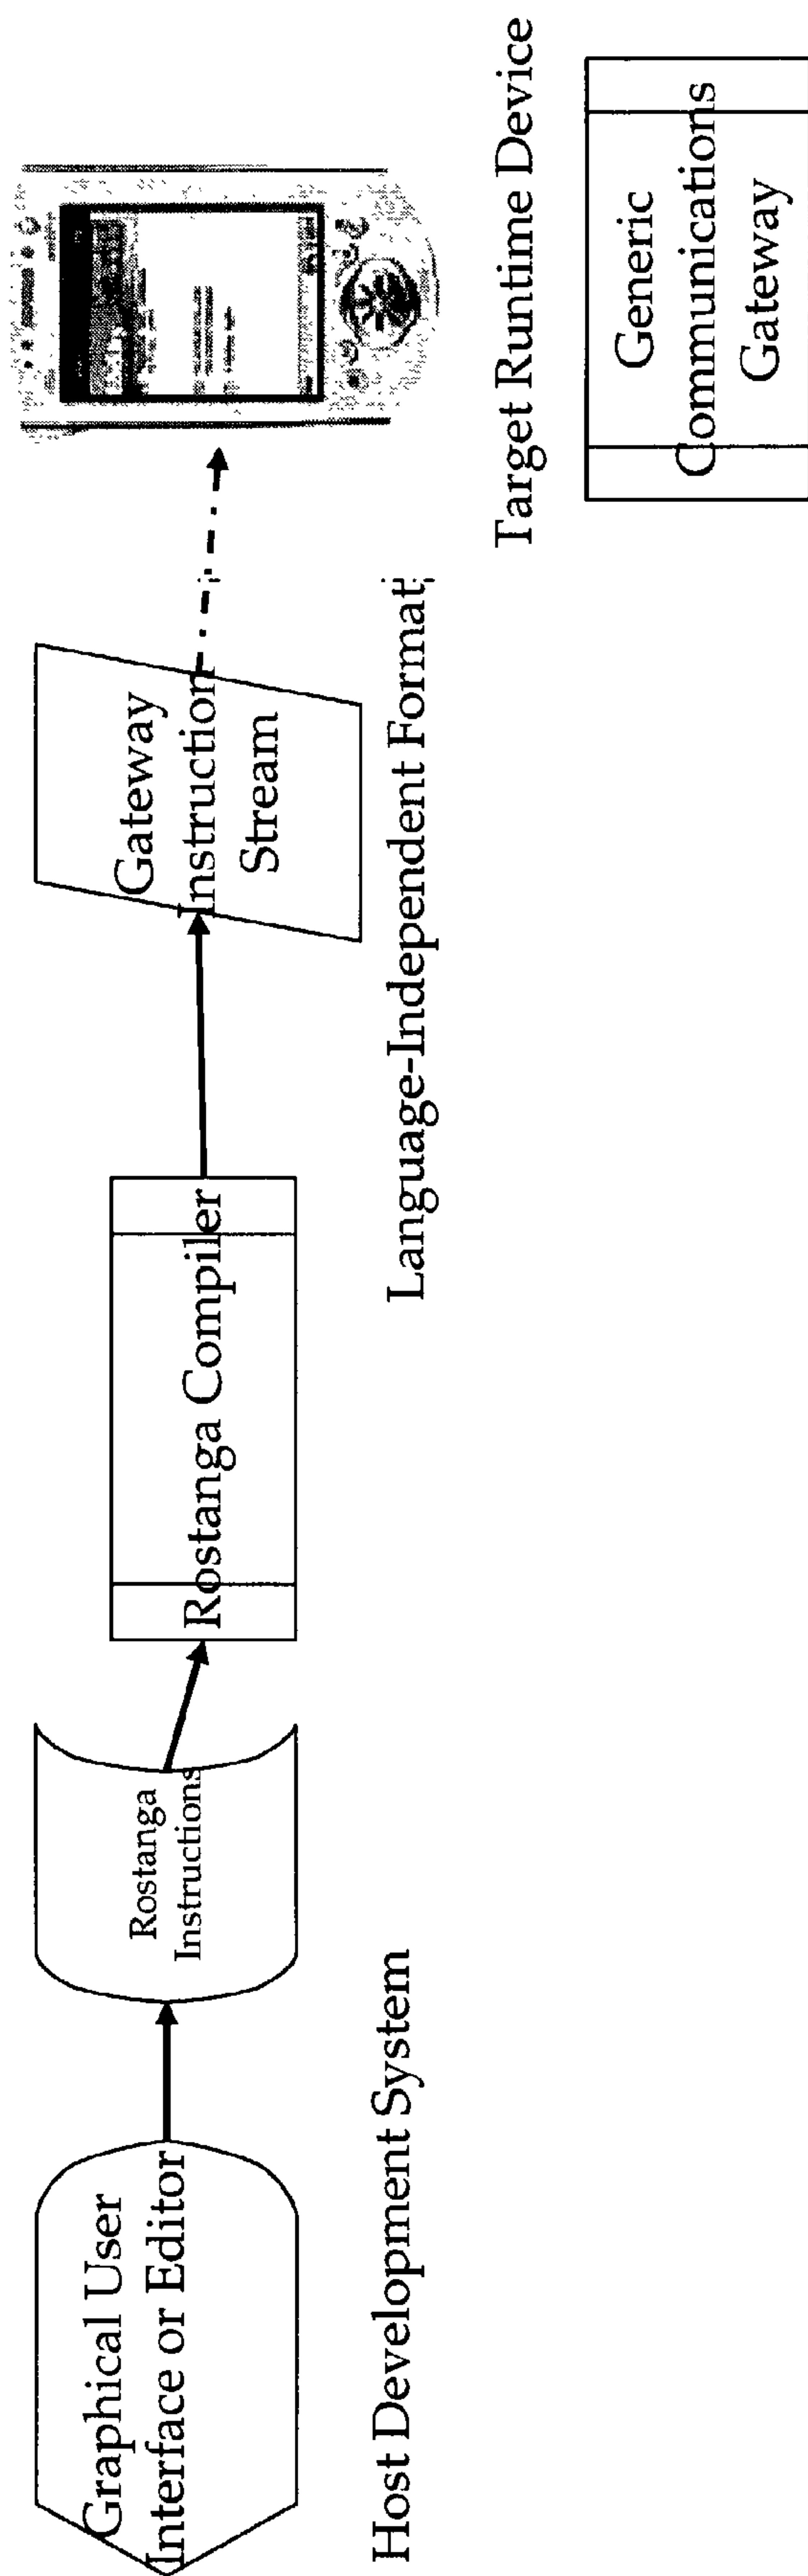 Graphical User
Interface or Editor
Host Development System
Rostanga
Instructions
Rostanga Compiler
Gateway
Instruction
Stream
Language-Independent Format
Target Runtime Device
Generic
Communications
Gateway